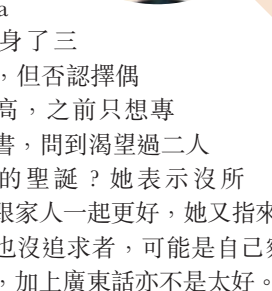 a
身了三
，但否認擇偶
高，之前只想專
書，問到渴望過二人
的聖誕？她表示沒所
跟家人一起更好，她又指來
也沒追求者，可能是自己
，加上廣東話亦不是太好。